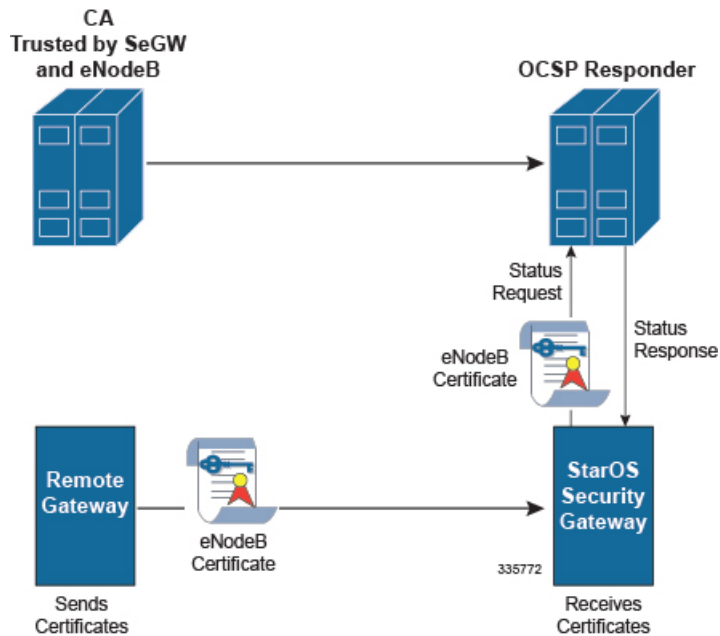 CA
Trusted by SeGW
and eNodeB
OCSP Responder
Status
Request
Status
Response
eNodeB
Certificate
Remote
Gateway
eNodeB
Certificate
StarOS
Security
Gateway
335772
Sends
Certificates
Receives
Certificates